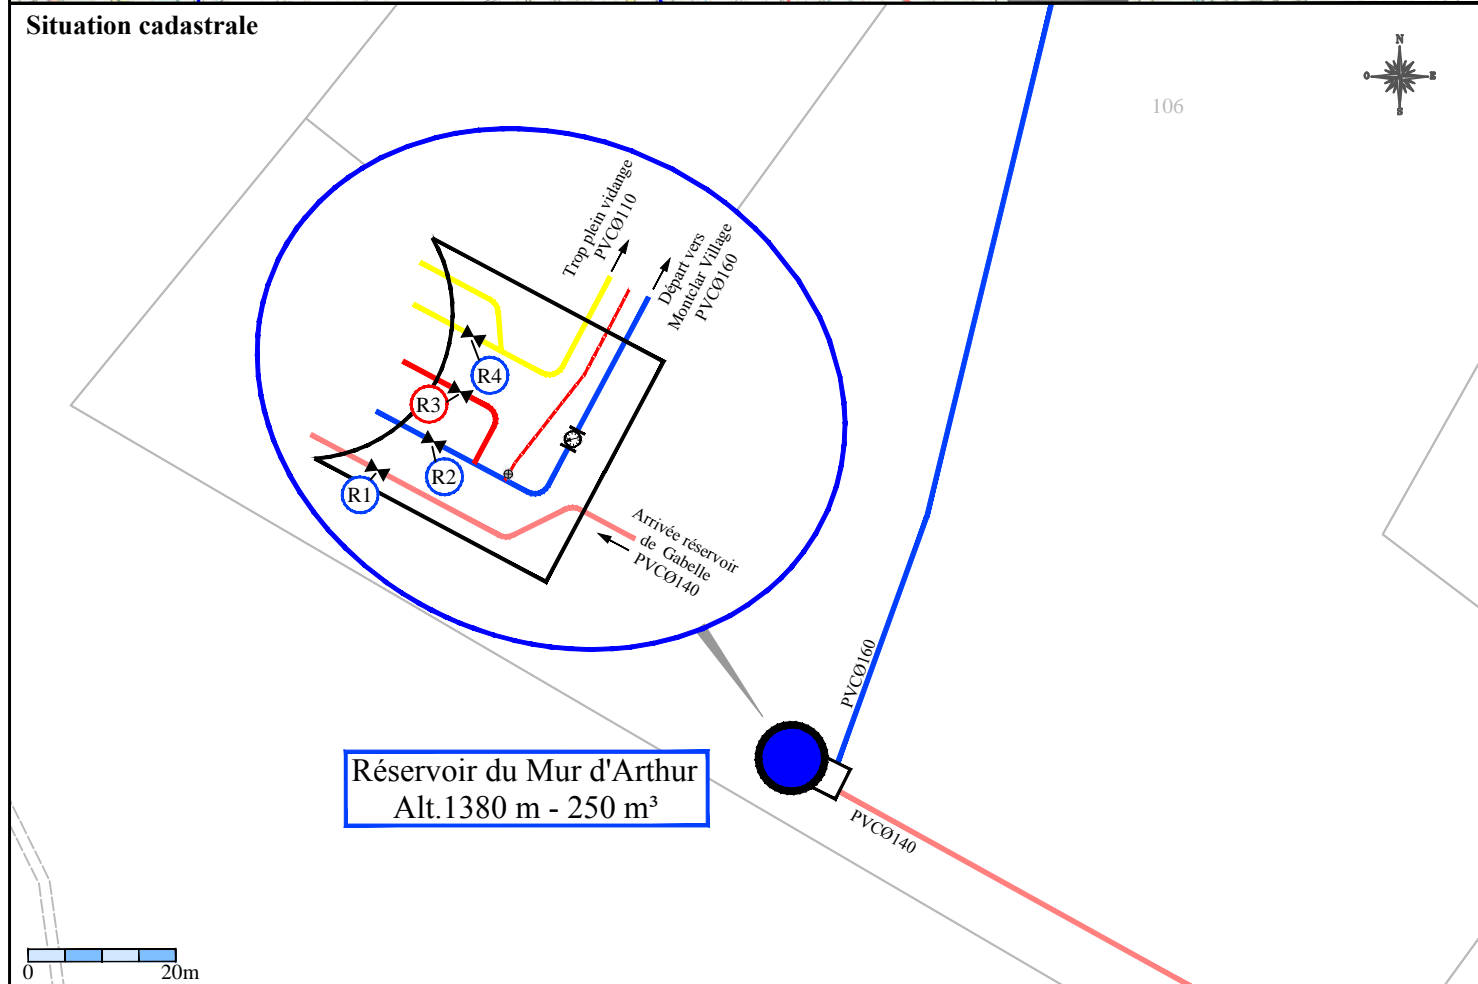 Situation cadastrale
N
O
E
S
106
Trop plein vidange
PVCØ110
Départ vers
Montclar Village
PVCØ160
R4
R3
R2
R1
Arrivée réservoir
de Gabelle
PVCØ140
PVCØ160
Réservoir du Mur d'Arthur
Alt.1380 m - 250 m³
PVCØ140
0
20m